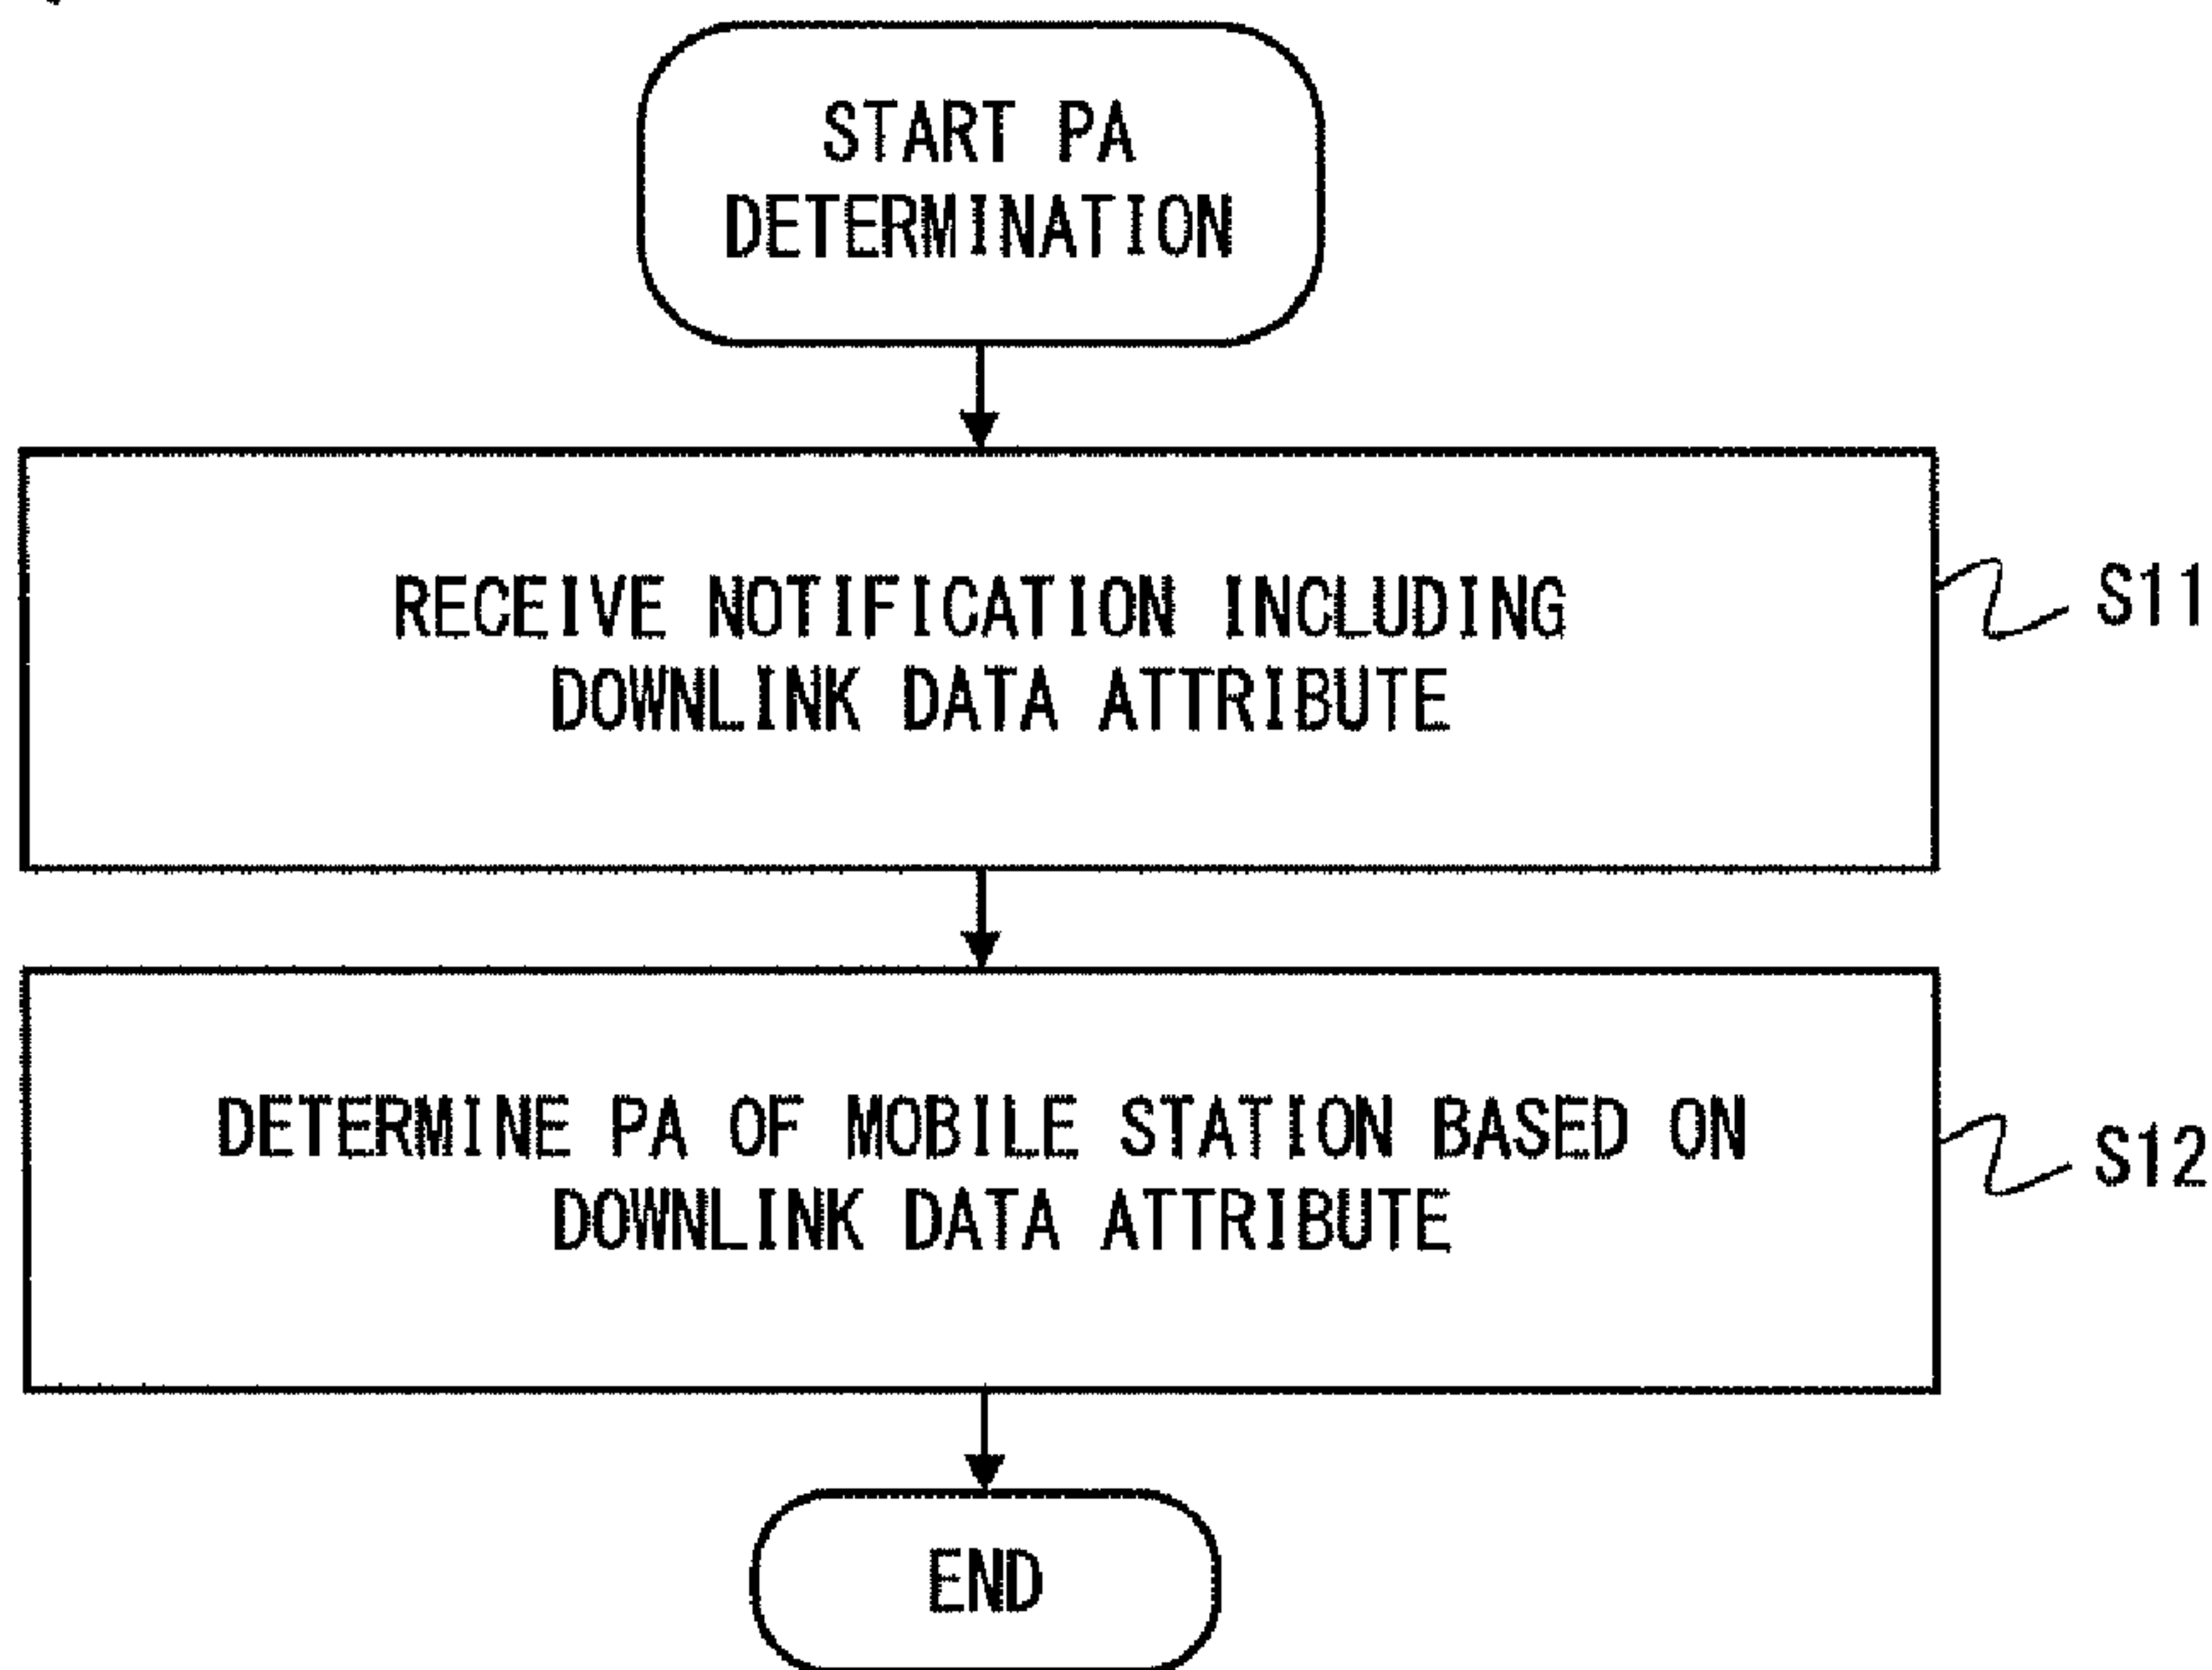 START PA
DETERMINATION
RECEIVE NOTIFICATION INCLUDING
DOWNLINK DATA ATTRIBUTE
S11
DETERMINE PA OF MOBILE STATION BASED ON
DOWNLINK DATA ATTRIBUTE
S12
END